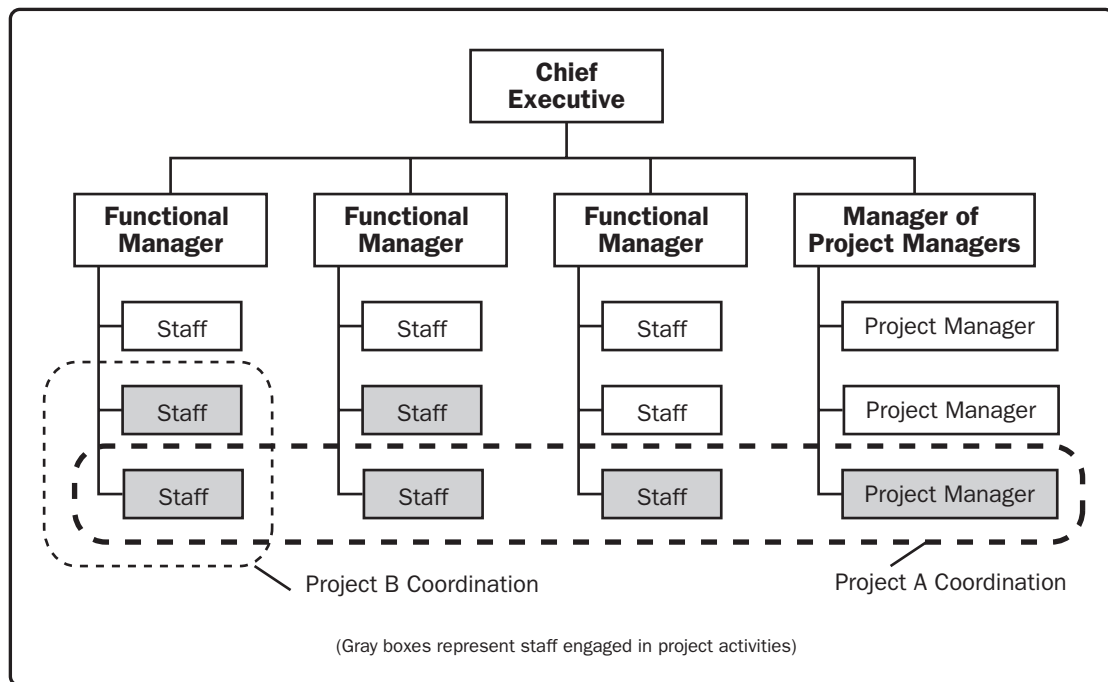 Chief
Executive
Functional
Manager
Functional
Manager
Functional
Manager
Manager of
Project Managers
Staff
Staff
Staff
Project Manager
Staff
Staff
Staff
Project Manager
Staff
Staff
Staff
Project Manager
Project B Coordination
Project A Coordination
(Gray boxes represent staff engaged in project activities)